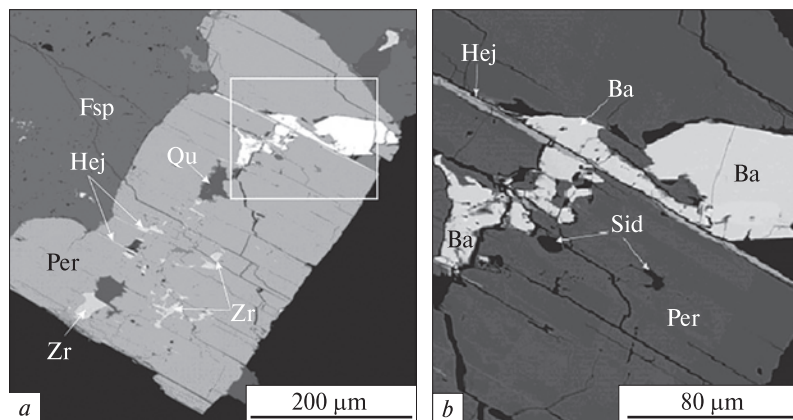 Fsp
Hej
Qu
Per
Zr
Zr
a
200 µm
Hej
Ba
Ba
Ba
Sid
Per
b
80 µm